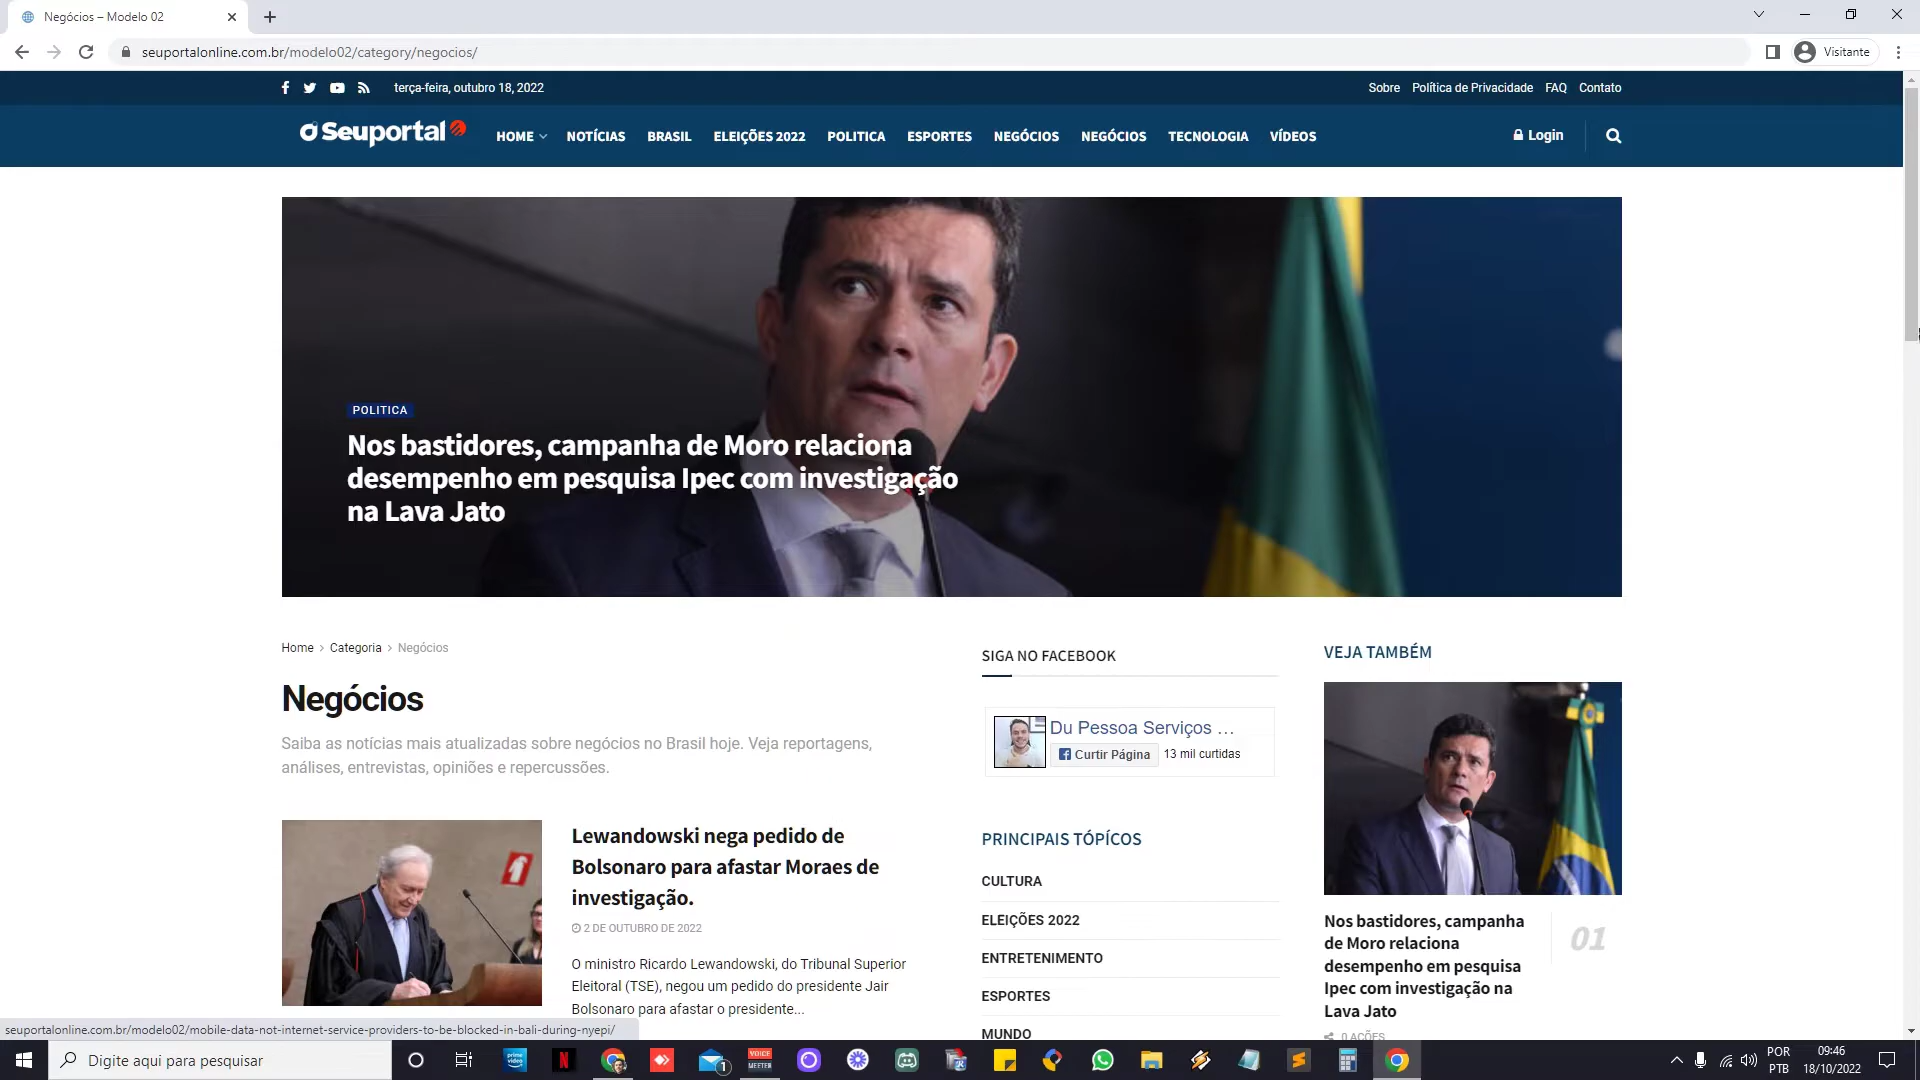 Negócios – Modelo 02
seuportalonline.com.br/modelo02/category/negocios/
Visitante
terça-feira, outubro 18, 2022
Sobre Política de Privacidade FAQ Contato
Seuportal
HOME NOTÍCIAS BRASIL ELEIÇÕES 2022 POLITICA ESPORTES NEGÓCIOS NEGÓCIOS TECNOLOGIA VÍDEOS
Login
POLITICA
Nos bastidores, campanha de Moro relaciona
desempenho em pesquisa Ipec com investigação
na Lava Jato
Home > Categoria > Negócios
Negócios
Saiba as notícias mais atualizadas sobre negócios no Brasil hoje. Veja reportagens,
análises, entrevistas, opiniões e repercussões.
Lewandowski nega pedido de
Bolsonaro para afastar Moraes de
investigação.
2 DE OUTUBRO DE 2022
O ministro Ricardo Lewandowski, do Tribunal Superior
Eleitoral (TSE), negou um pedido do presidente Jair
Bolsonaro para afastar o presidente...
SIGA NO FACEBOOK
Du Pessoa Serviços ...
Curtir Página
13 mil curtidas
PRINCIPAIS TÓPÍCOS
CULTURA
ELEIÇÕES 2022
ENTRETENIMENTO
ESPORTES
MUNDO
VEJA TAMBÉM
Nos bastidores, campanha
de Moro relaciona
desempenho em pesquisa
Ipec com investigação na
Lava Jato
01
0 AÇÕES
seuportalonline.com.br/modelo02/mobile-data-not-internet-service-providers-to-be-blocked-in-bali-during-nyepi/
Digite aqui para pesquisar
prime video
N
1
VOICE
MEETER
S
POR
PTB
09:46
18/10/2022